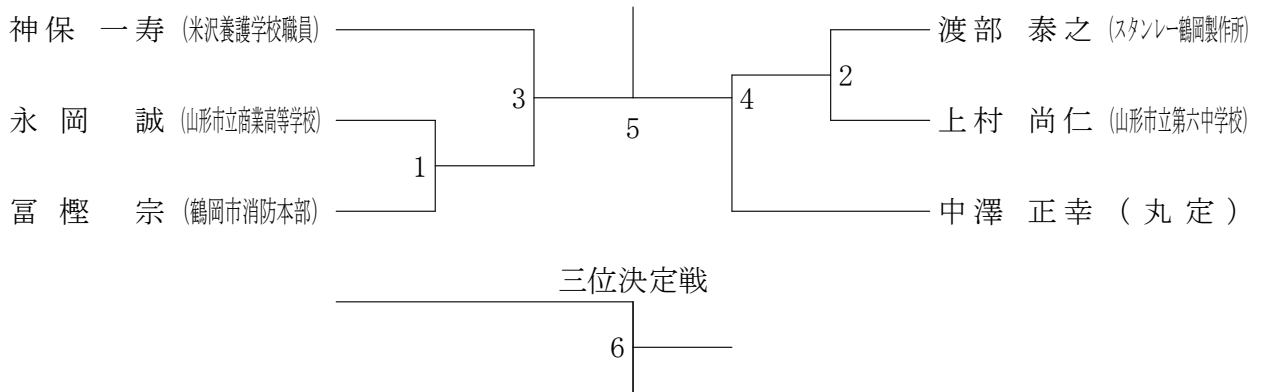 神保 一寿 (米沢養護学校職員)
渡部 泰之 (スタンレー鶴岡製作所)
2
3
4
永岡 誠 (山形市立商業高等学校)
上村 尚仁 (山形市立第六中学校)
5
1
冨樫 宗 (鶴岡市消防本部)
中澤 正幸 (丸定)
三位決定戦
6